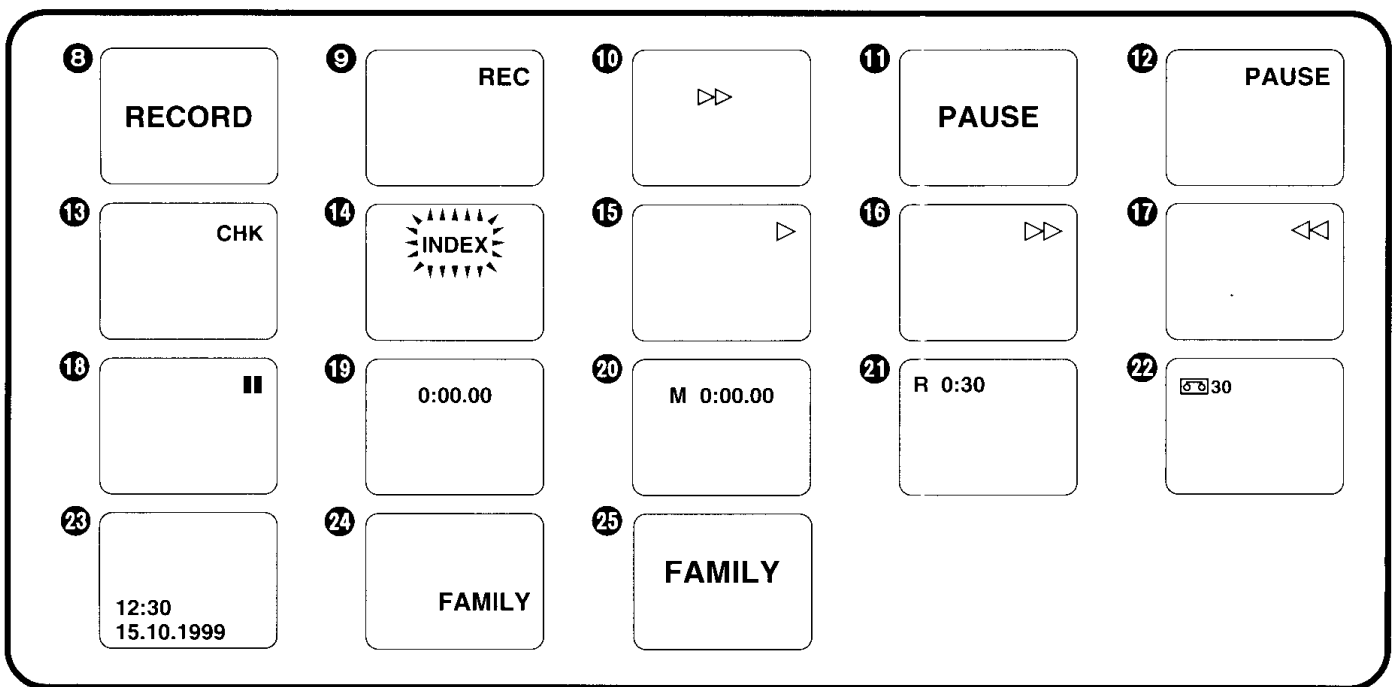 8 RECORD
9 REC
10 ▷▷
11 PAUSE
12 PAUSE
13 CHK
14 INDEX
15 ▷
16 ▷▷
17 ◁◁
18 ▮▮
19 0:00.00
20 M 0:00.00
21 R 0:30
22 30
23 12:30
15.10.1999
24 FAMILY
25 FAMILY